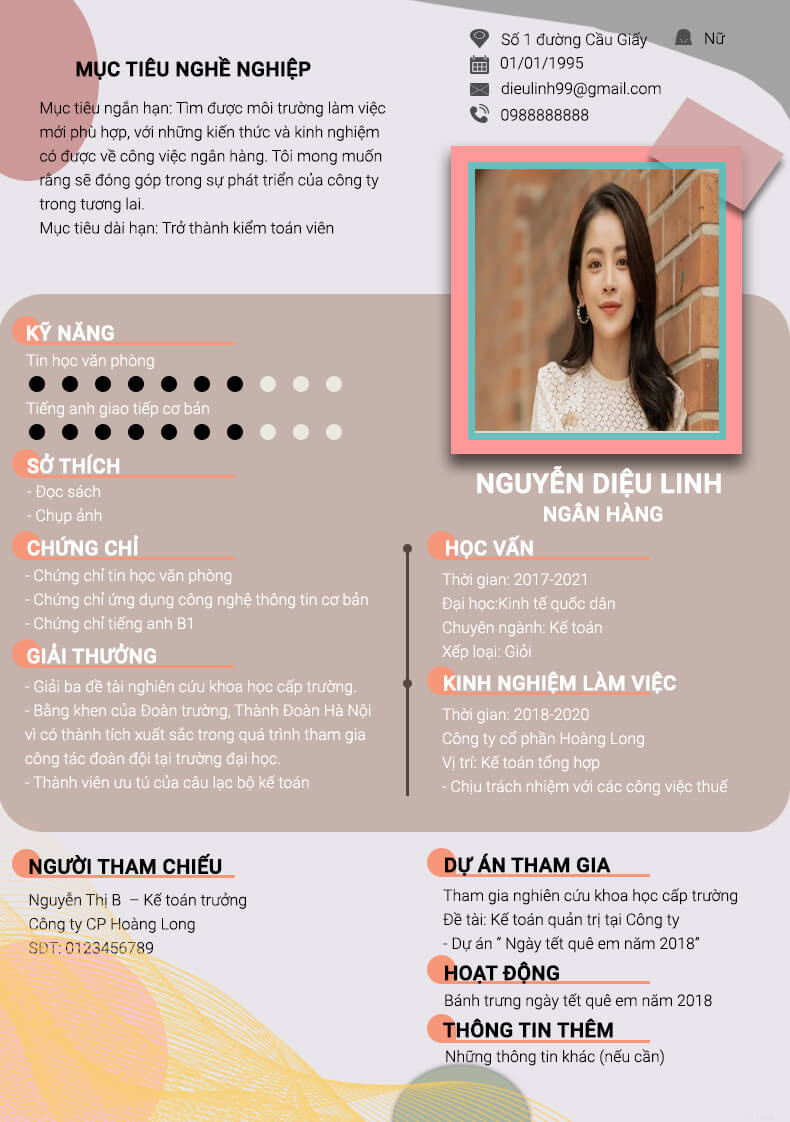 MỤC TIÊU NGHỀ NGHIỆP
Mục tiêu ngắn hạn: Tìm được môi trường làm việc
mới phù hợp, với những kiến thức và kinh nghiệm
có được về công việc ngân hàng. Tôi mong muốn
rằng sẽ đóng góp trong sự phát triển của công ty
trong tương lai.
Mục tiêu dài hạn: Trở thành kiểm toán viên
Số 1 đường Cầu Giấy
Nữ
01/01/1995
dieulinh99@gmail.com
0988888888
KỸ NĂNG
Tin học văn phòng
Tiếng anh giao tiếp cơ bản
SỞ THÍCH
- Đọc sách
- Chụp ảnh
CHỨNG CHỈ
- Chứng chỉ tin học văn phòng
- Chứng chỉ ứng dụng công nghệ thông tin cơ bản
- Chứng chỉ tiếng anh B1
GIẢI THƯỞNG
- Giải ba đề tài nghiên cứu khoa học cấp trường.
- Bằng khen của Đoàn trường, Thành Đoàn Hà Nội
vì có thành tích xuất sắc trong quá trình tham gia
công tác đoàn đội tại trường đại học.
- Thành viên ưu tú của câu lạc bộ kế toán
NGUYỄN DIỆU LINH
NGÂN HÀNG
HỌC VẤN
Thời gian: 2017-2021
Đại học:Kinh tế quốc dân
Chuyên ngành: Kế toán
Xếp loại: Giỏi
KINH NGHIỆM LÀM VIỆC
Thời gian: 2018-2020
Công ty cổ phần Hoàng Long
Vị trí: Kế toán tổng hợp
- Chịu trách nhiệm với các công việc thuế
NGƯỜI THAM CHIẾU
Nguyễn Thị B – Kế toán trưởng
Công ty CP Hoàng Long
SĐT: 0123456789
DỰ ÁN THAM GIA
Tham gia nghiên cứu khoa học cấp trường
Đề tài: Kế toán quản trị tại Công ty
- Dự án “ Ngày tết quê em năm 2018”
HOẠT ĐỘNG
Bánh trưng ngày tết quê em năm 2018
THÔNG TIN THÊM
Những thông tin khác (nếu cần)